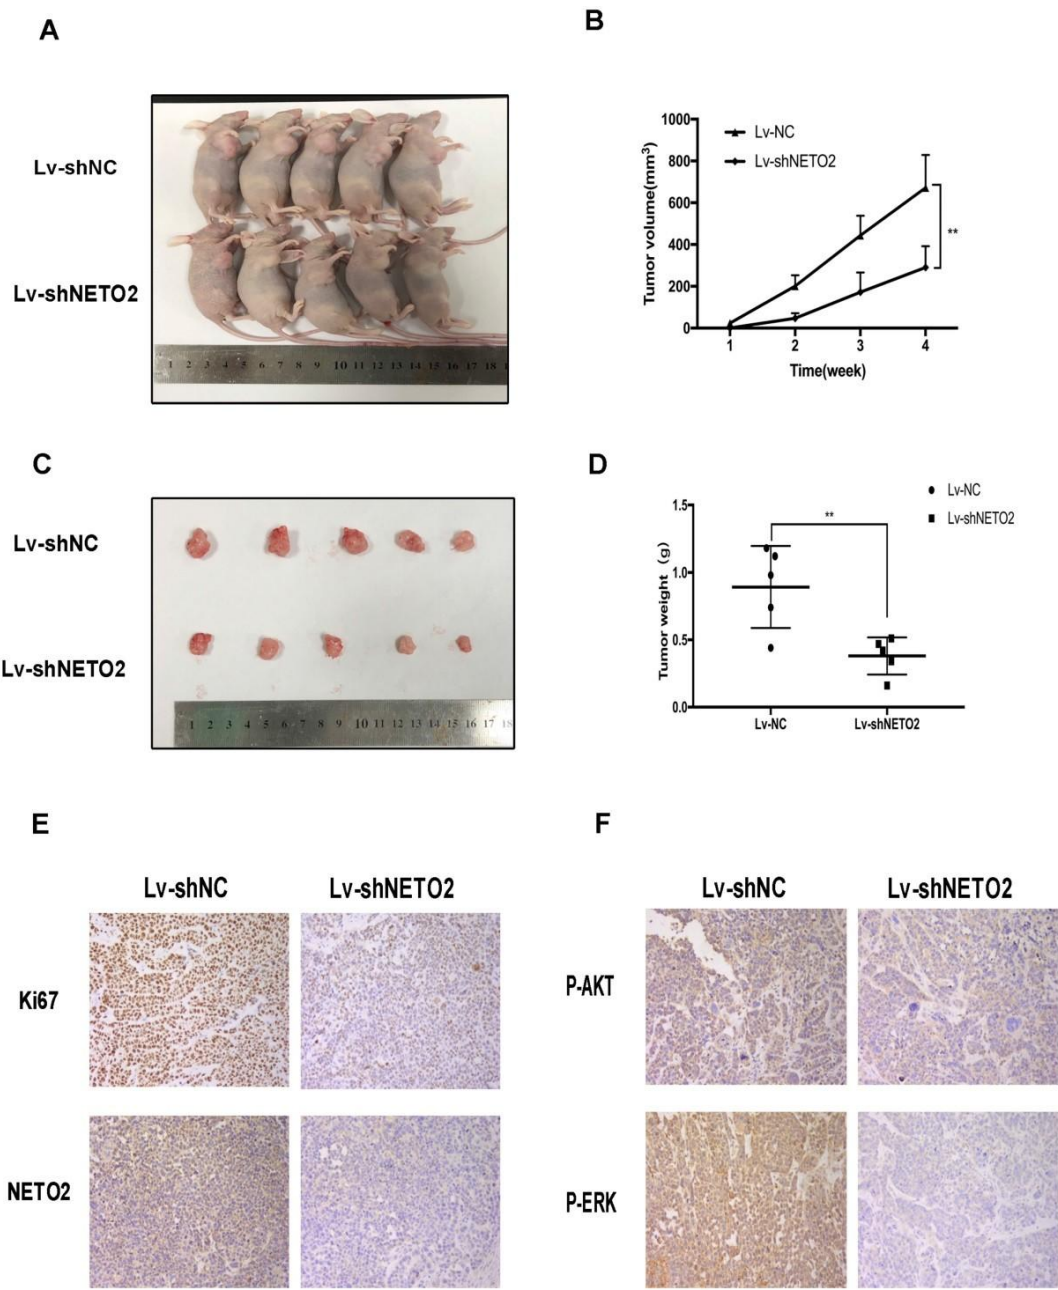 A
Lv-shNC
Lv-shNETO2
1 2 3 4 5 6 7 8 9 10 11 12 13 14 15 16 17 18
B
1000
800
600
400
200
0
Tumor volume(mm³)
Lv-NC
Lv-shNETO2
**
1 2 3 4
Time(week)
C
Lv-shNC
Lv-shNETO2
1 2 3 4 5 6 7 8 9 10 11 12 13 14 15 16 17 18
D
Lv-NC
Lv-shNETO2
1.5
1.0
0.5
0.0
Tumor weight (g)
**
Lv-NC Lv-shNETO2
E
Lv-shNC Lv-shNETO2
Ki67
NETO2
F
Lv-shNC Lv-shNETO2
P-AKT
P-ERK